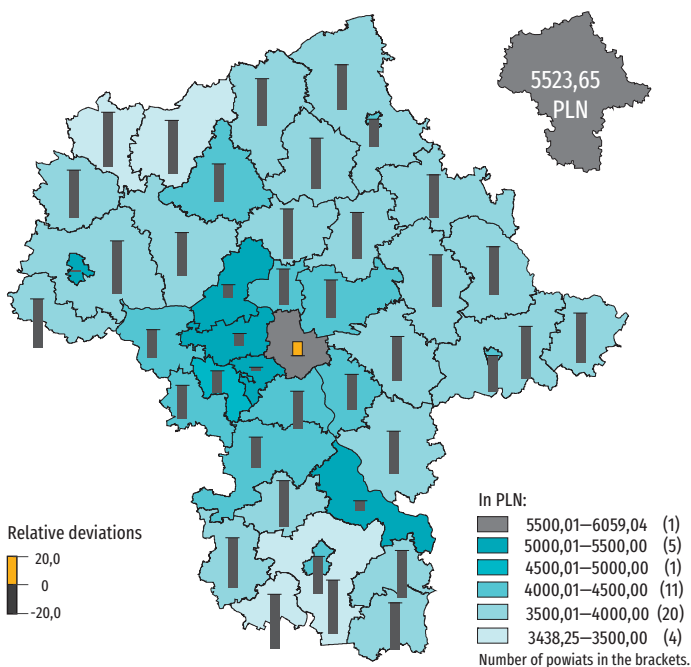 5523,65
PLN
Relative deviations
20,0
0
-20,0
In PLN:
5500,01—6059,04 (1)
5000,01—5500,00 (5)
4500,01—5000,00 (1)
4000,01—4500,00 (11)
3500,01—4000,00 (20)
3438,25—3500,00 (4)
Number of powiats in the brackets.